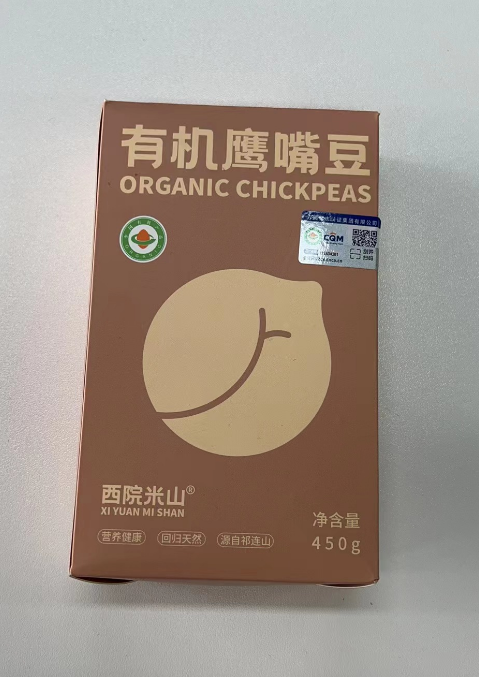 有机鹰嘴豆
ORGANIC CHICKPEAS
CQM
西院米山®
XI YUAN MI SHAN
营养健康
回归天然
源自祁连山
净含量
450g